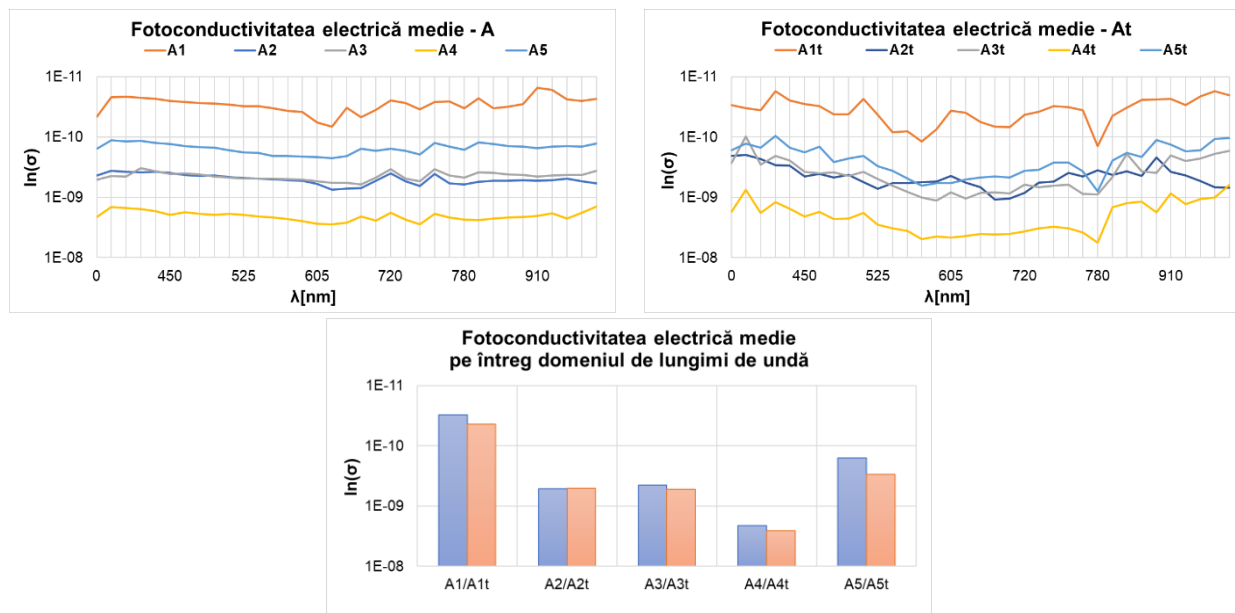 Fotoconductivitatea electrică medie - A
A1 A2 A3 A4 A5
1E-11
1E-10
1E-09
1E-08
ln(σ)
0 450 525 605 720 780 910
λ[nm]
Fotoconductivitatea electrică medie - At
A1t A2t A3t A4t A5t
1E-11
1E-10
1E-09
1E-08
ln(σ)
0 450 525 605 720 780 910
λ[nm]
Fotoconductivitatea electrică medie
pe întreg domeniul de lungimi de undă
1E-11
1E-10
1E-09
1E-08
ln(σ)
A1/A1t A2/A2t A3/A3t A4/A4t A5/A5t